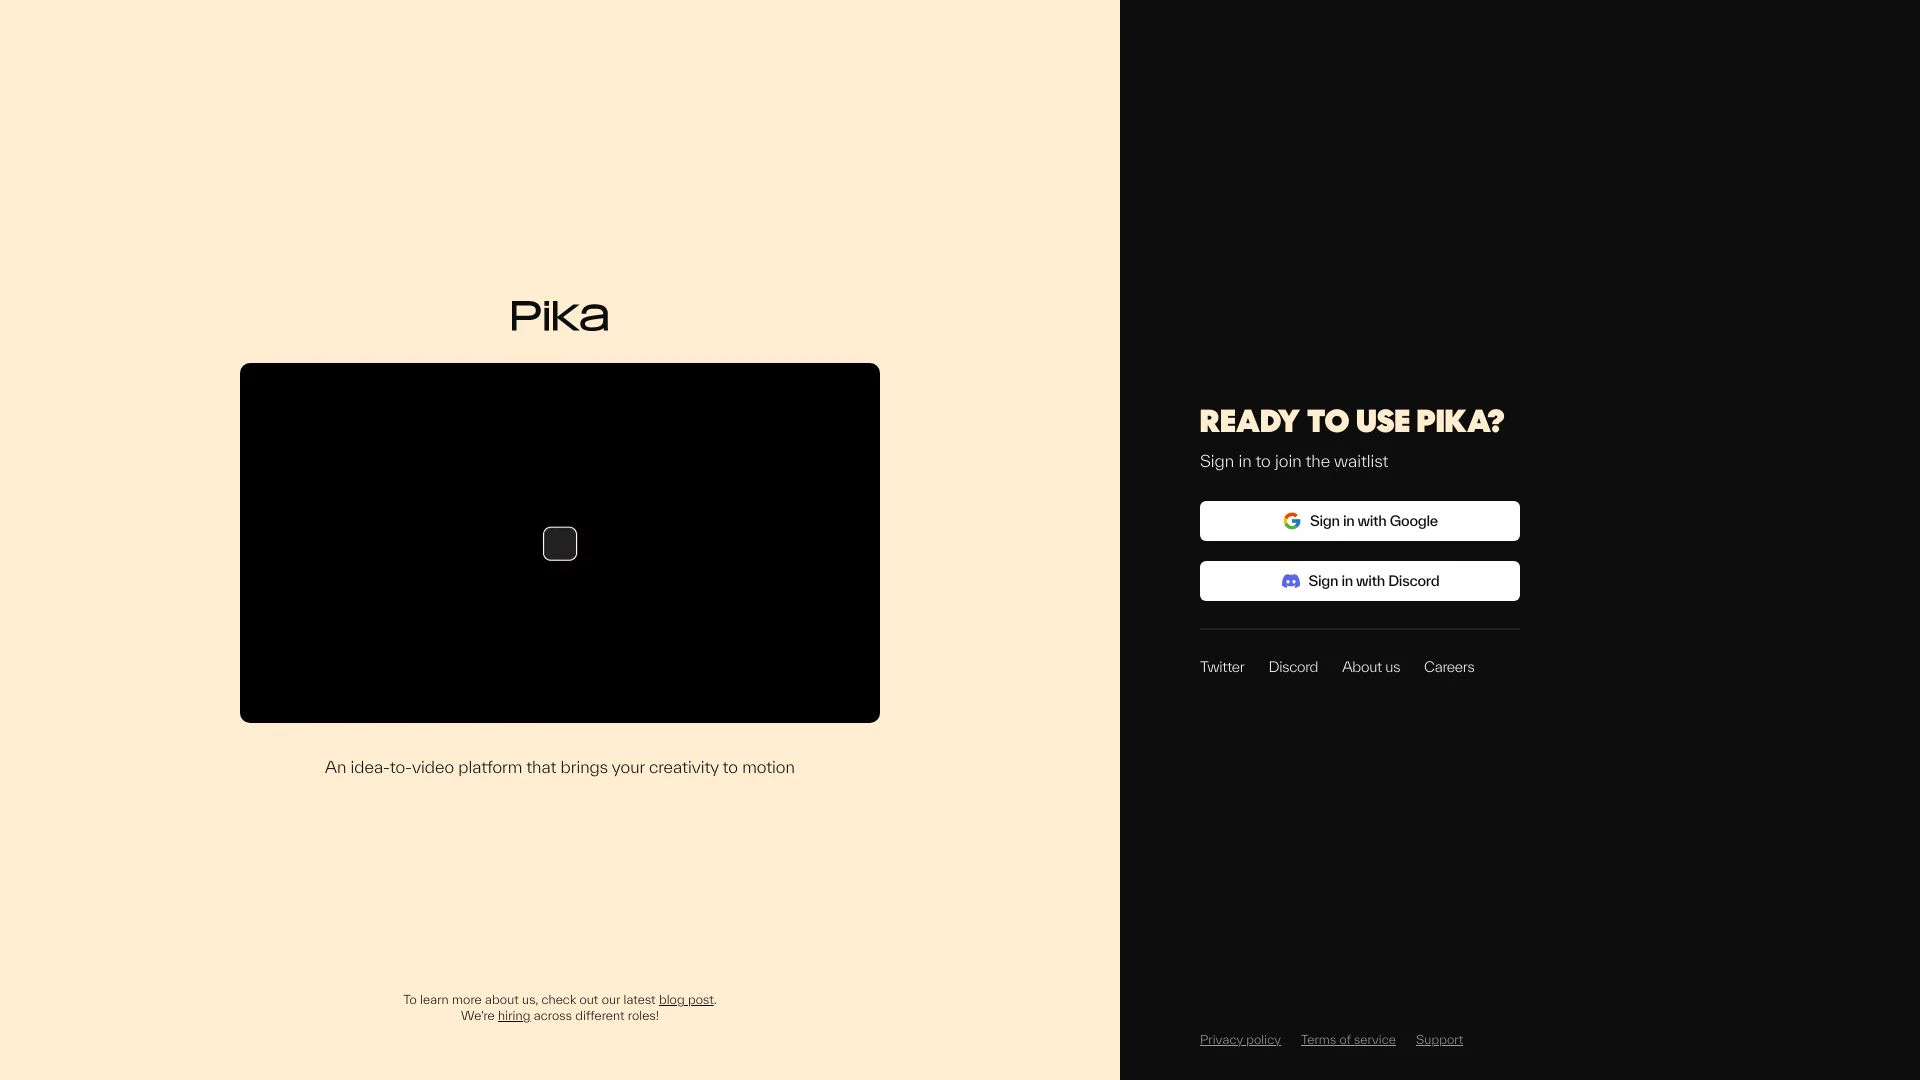 Pika
An idea-to-video platform that brings your creativity to motion
To learn more about us, check out our latest blog post.
We're hiring across different roles!
READY TO USE PIKA?
Sign in to join the waitlist
Sign in with Google
Sign in with Discord
Twitter Discord About us Careers
Privacy policy Terms of service Support